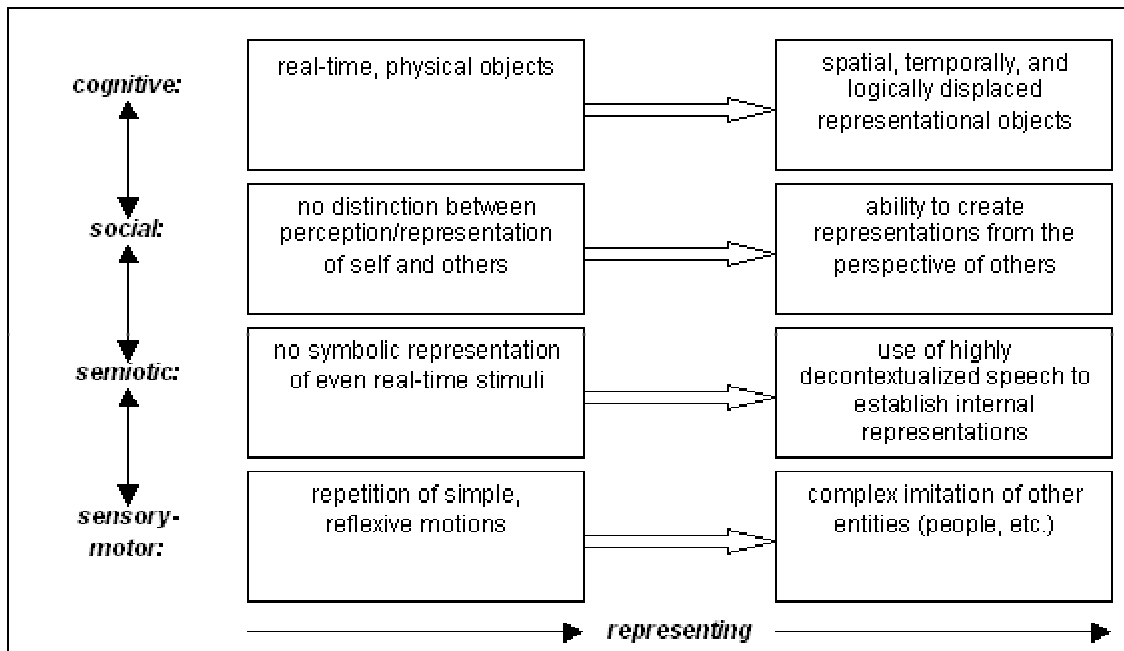 cognitive:
real-time, physical objects
spatial, temporally, and
logically displaced
representational objects
social:
no distinction between
perception/representation
of self and others
ability to create
representations from the
perspective of others
semiotic:
no symbolic representation
of even real-time stimuli
use of highly
decontextualized speech to
establish internal
representations
sensory-
motor:
repetition of simple,
reflexive motions
complex imitation of other
entities (people, etc.)
representing